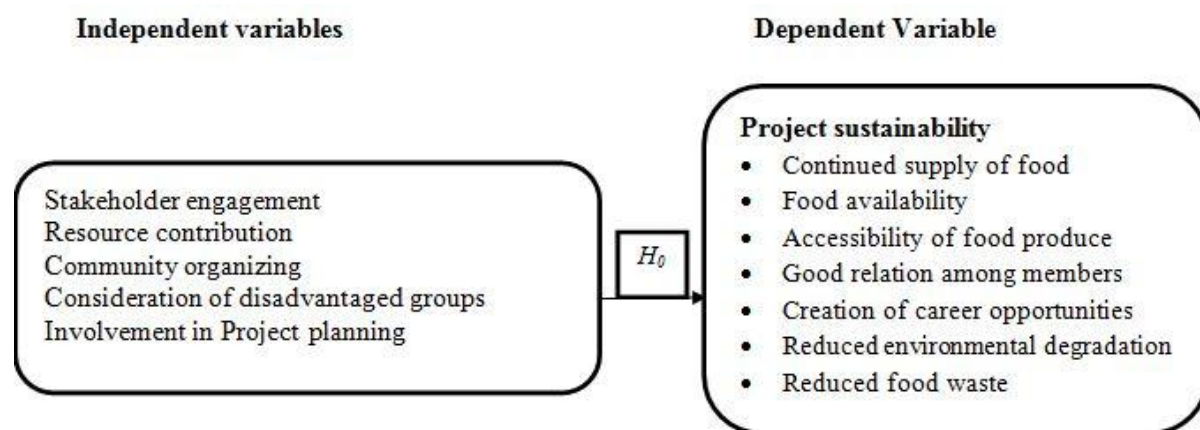 Independent variables
Dependent Variable
Stakeholder engagement
Resource contribution
Community organizing
Consideration of disadvantaged groups
Involvement in Project planning
H₀
Project sustainability
• Continued supply of food
• Food availability
• Accessibility of food produce
• Good relation among members
• Creation of career opportunities
• Reduced environmental degradation
• Reduced food waste